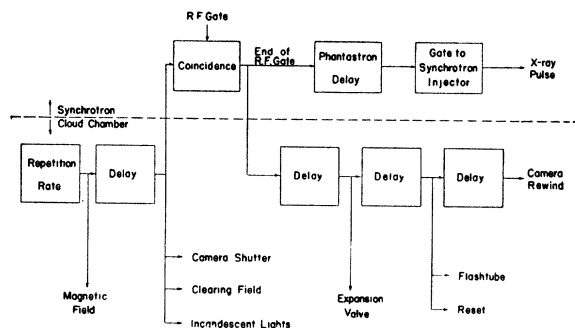 R F Gate
Coincidence
End of
R.F. Gate
Phantastron
Delay
Gate to
Synchrotron
Injector
X-ray
Pulse
Synchrotron
Cloud Chamber
Repetition
Rate
Delay
Delay
Delay
Delay
Camera
Rewind
Camera Shutter
Clearing Field
Incandescent Lights
Magnetic
Field
Expansion
Valve
Flashtube
Reset